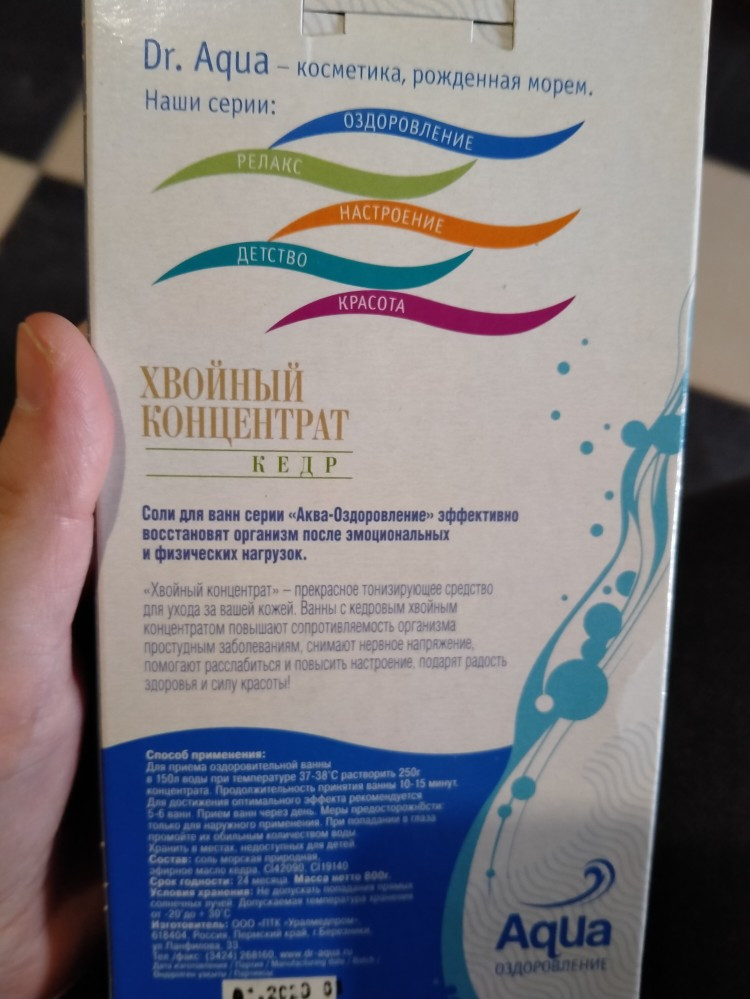 Dr. Aqua – косметика, рожденная морем.
Наши серии:
ОЗДОРОВЛЕНИЕ
РЕЛАКС
НАСТРОЕНИЕ
ДЕТСТВО
КРАСОТА
ХВОЙНЫЙ
КОНЦЕНТРАТ
КЕДР
Соли для ванн серии «Аква-Оздоровление» эффективно
восстановят организм после эмоциональных
и физических нагрузок.
«Хвойный концентрат» – прекрасное тонизирующее средство
для ухода за вашей кожей. Ванны с кедровым хвойным
концентратом повышают сопротивляемость организма
простудным заболеваниям, снимают нервное напряжение,
помогают расслабиться и повысить настроение, подарят радость
здоровья и силу красоты!
Способ применения:
Для приема оздоровительной ванны
в 150л воды при температуре 37-38°С растворить 250г
концентрата. Продолжительность принятия ванны 10-15 минут.
Для достижения оптимального эффекта рекомендуется
5-6 ванн. Прием ванн через день. Меры предосторожности:
только для наружного применения. При попадании в глаза
промойте их обильным количеством воды.
Хранить в местах, недоступных для детей.
Состав: соль морская природная,
эфирное масло кедра, CI42090, CI19140
Срок годности: 24 месяца. Масса нетто 800г.
Условия хранения: Не допускать попадания прямых
солнечных лучей. Допускаемая температура хранения
от -20 до + 30°С
Изготовитель: ООО «ПТК «Уралмедпром»,
618404, Россия, Пермский край, г.Березники,
ул.Панфилова, 33
Тел./факс: (3424) 268160, www.dr-aqua.ru
Дата изготовления / Партия / Manufacturing date / Batch /
Aqua
ОЗДОРОВЛЕНИЕ